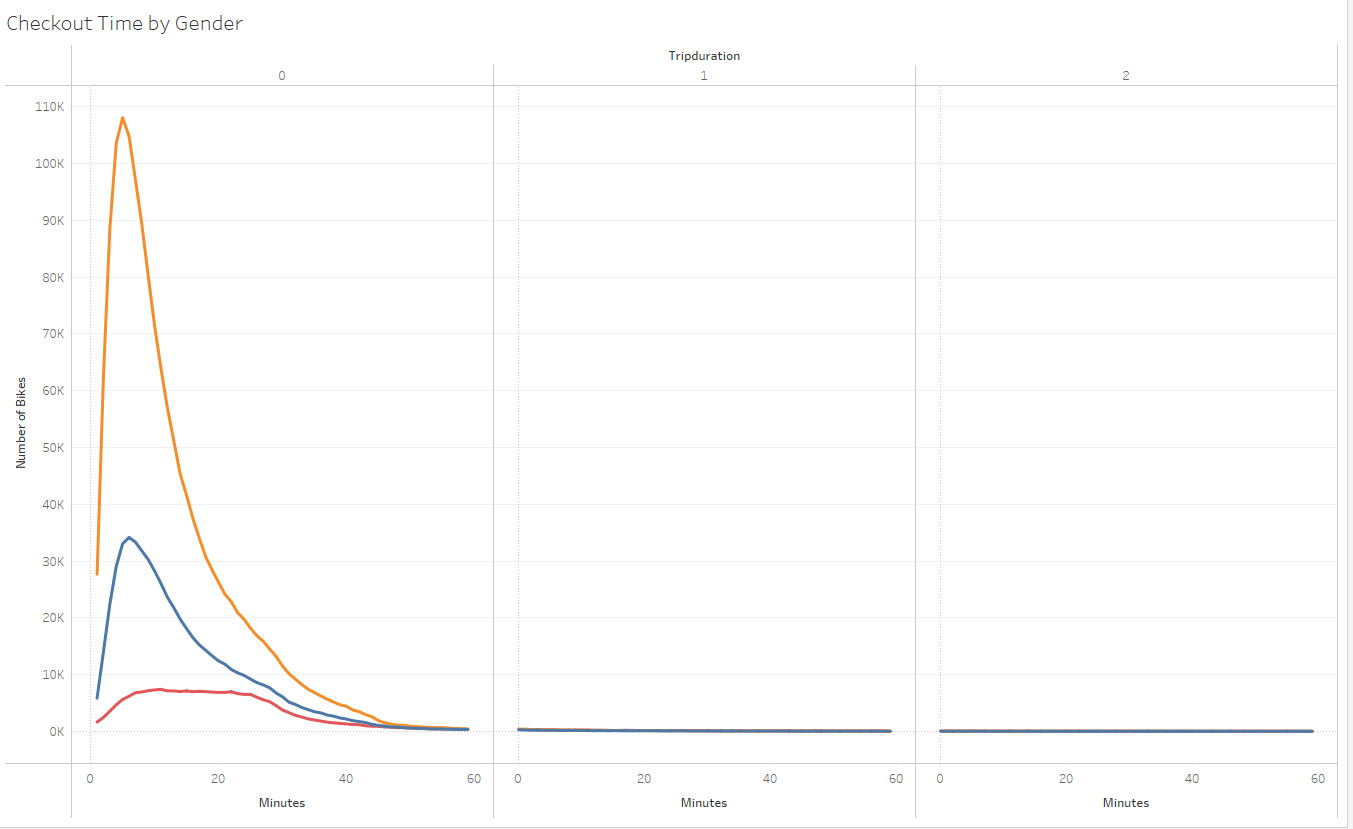 Checkout Time by Gender
Tripduration
0 1 2
110K
100K
90K
80K
70K
60K
50K
40K
30K
20K
10K
0K
Number of Bikes
0 20 40 60 0 20 40 60 0 20 40 60
Minutes Minutes Minutes